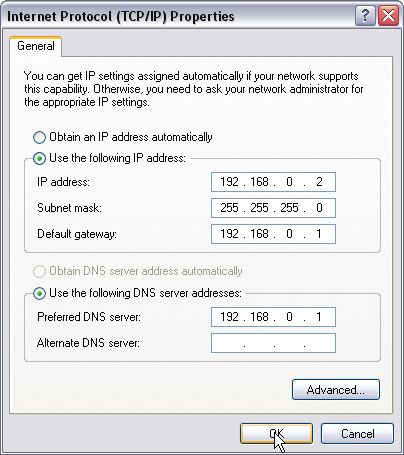 Internet Protocol (TCP/IP) Properties
General
You can get IP settings assigned automatically if your network supports
this capability. Otherwise, you need to ask your network administrator for
the appropriate IP settings.
Obtain an IP address automatically
Use the following IP address:
IP address: 192 . 168 . 0 . 2
Subnet mask: 255 . 255 . 255 . 0
Default gateway: 192 . 168 . 0 . 1
Obtain DNS server address automatically
Use the following DNS server addresses:
Preferred DNS server: 192 . 168 . 0 . 1
Alternate DNS server: . . .
Advanced...
OK Cancel